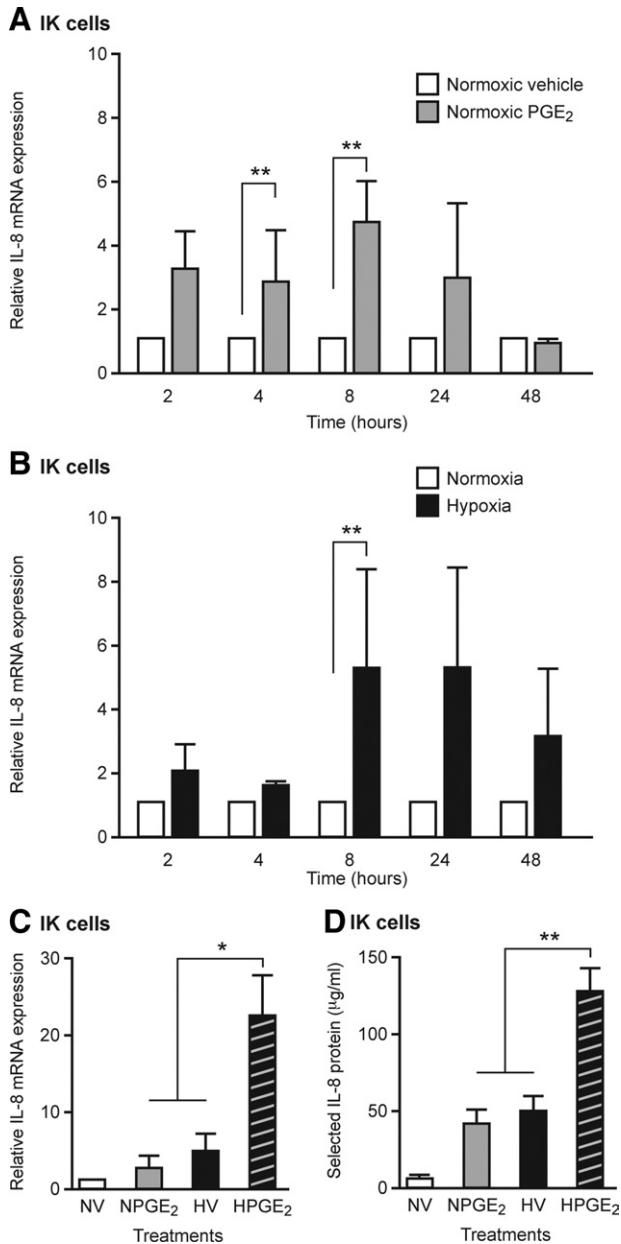 A IK cells
Relative IL-8 mRNA expression
10
8
6
4
2
0
Normoxic vehicle
Normoxic PGE₂
**
**
2 4 8 24 48
Time (hours)
B IK cells
Relative IL-8 mRNA expression
10
8
6
4
2
0
Normoxia
Hypoxia
**
2 4 8 24 48
Time (hours)
C IK cells
Relative IL-8 mRNA expression
30
20
10
0
*
NV NPGE₂ HV HPGE₂
Treatments
D IK cells
Selected IL-8 protein (µg/ml)
150
100
50
0
**
NV NPGE₂ HV HPGE₂
Treatments